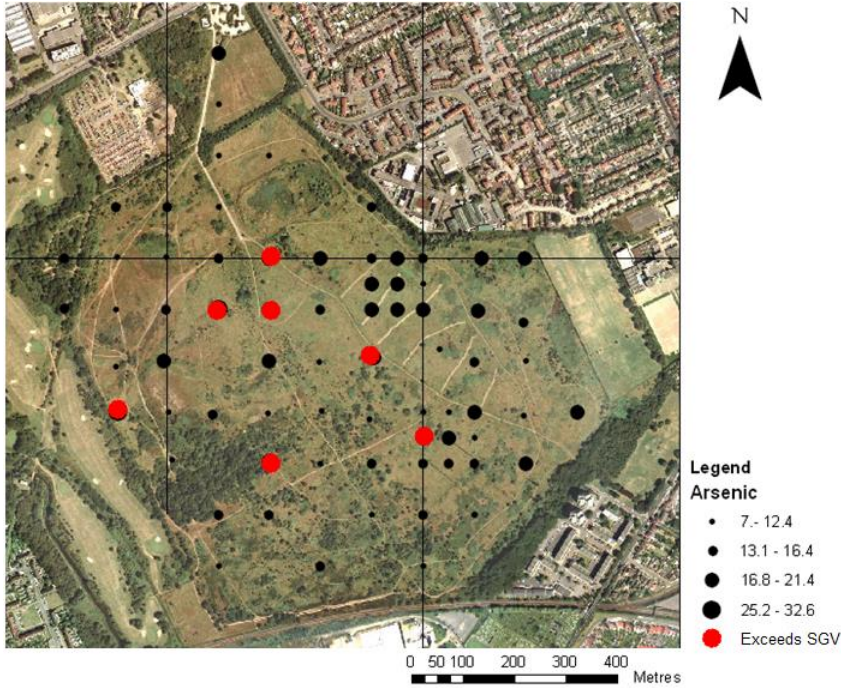 N
Legend
Arsenic
7.- 12.4
13.1 - 16.4
16.8 - 21.4
25.2 - 32.6
Exceeds SGV
0 50 100 200 300 400
Metres